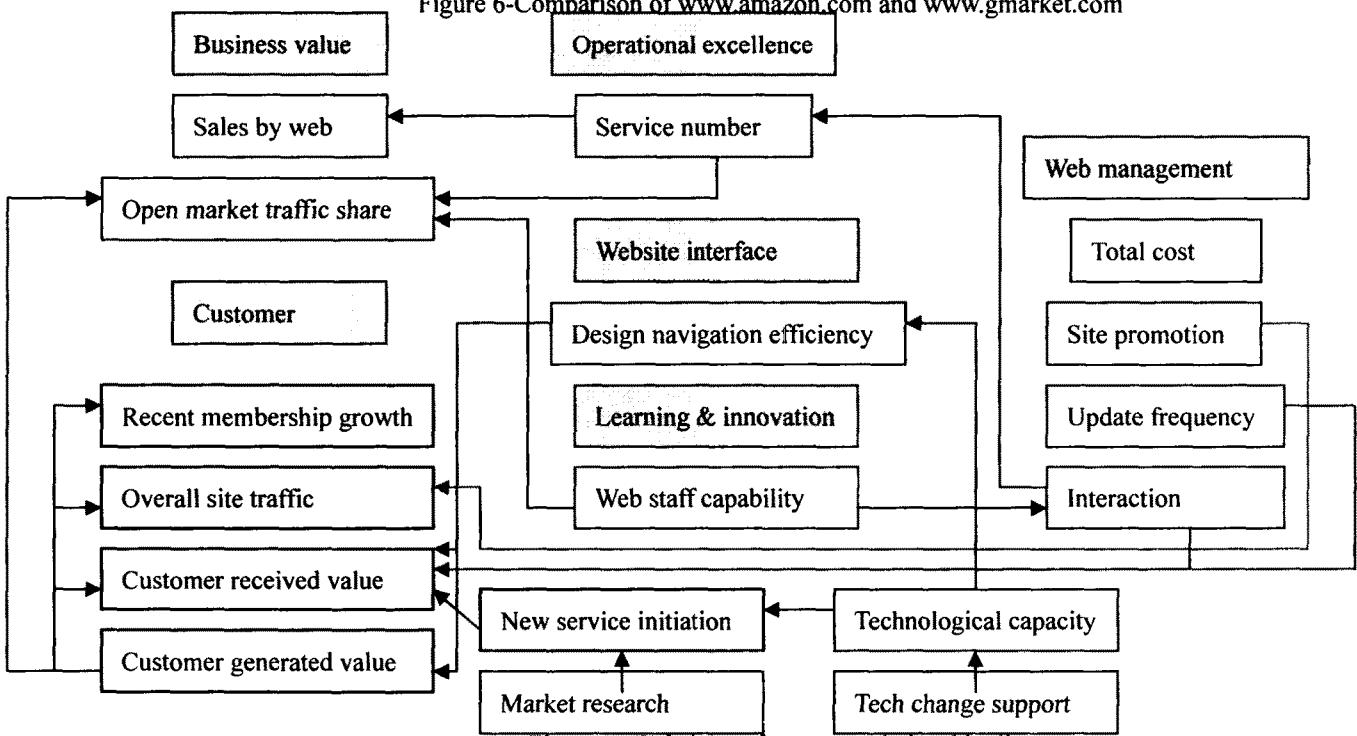 Figure 6-Comparison of www.amazon.com and www.gmarket.com
Business value
Operational excellence
Sales by web
Service number
Web management
Open market traffic share
Website interface
Total cost
Customer
Design navigation efficiency
Site promotion
Recent membership growth
Learning & innovation
Update frequency
Overall site traffic
Web staff capability
Interaction
Customer received value
New service initiation
Technological capacity
Customer generated value
Market research
Tech change support